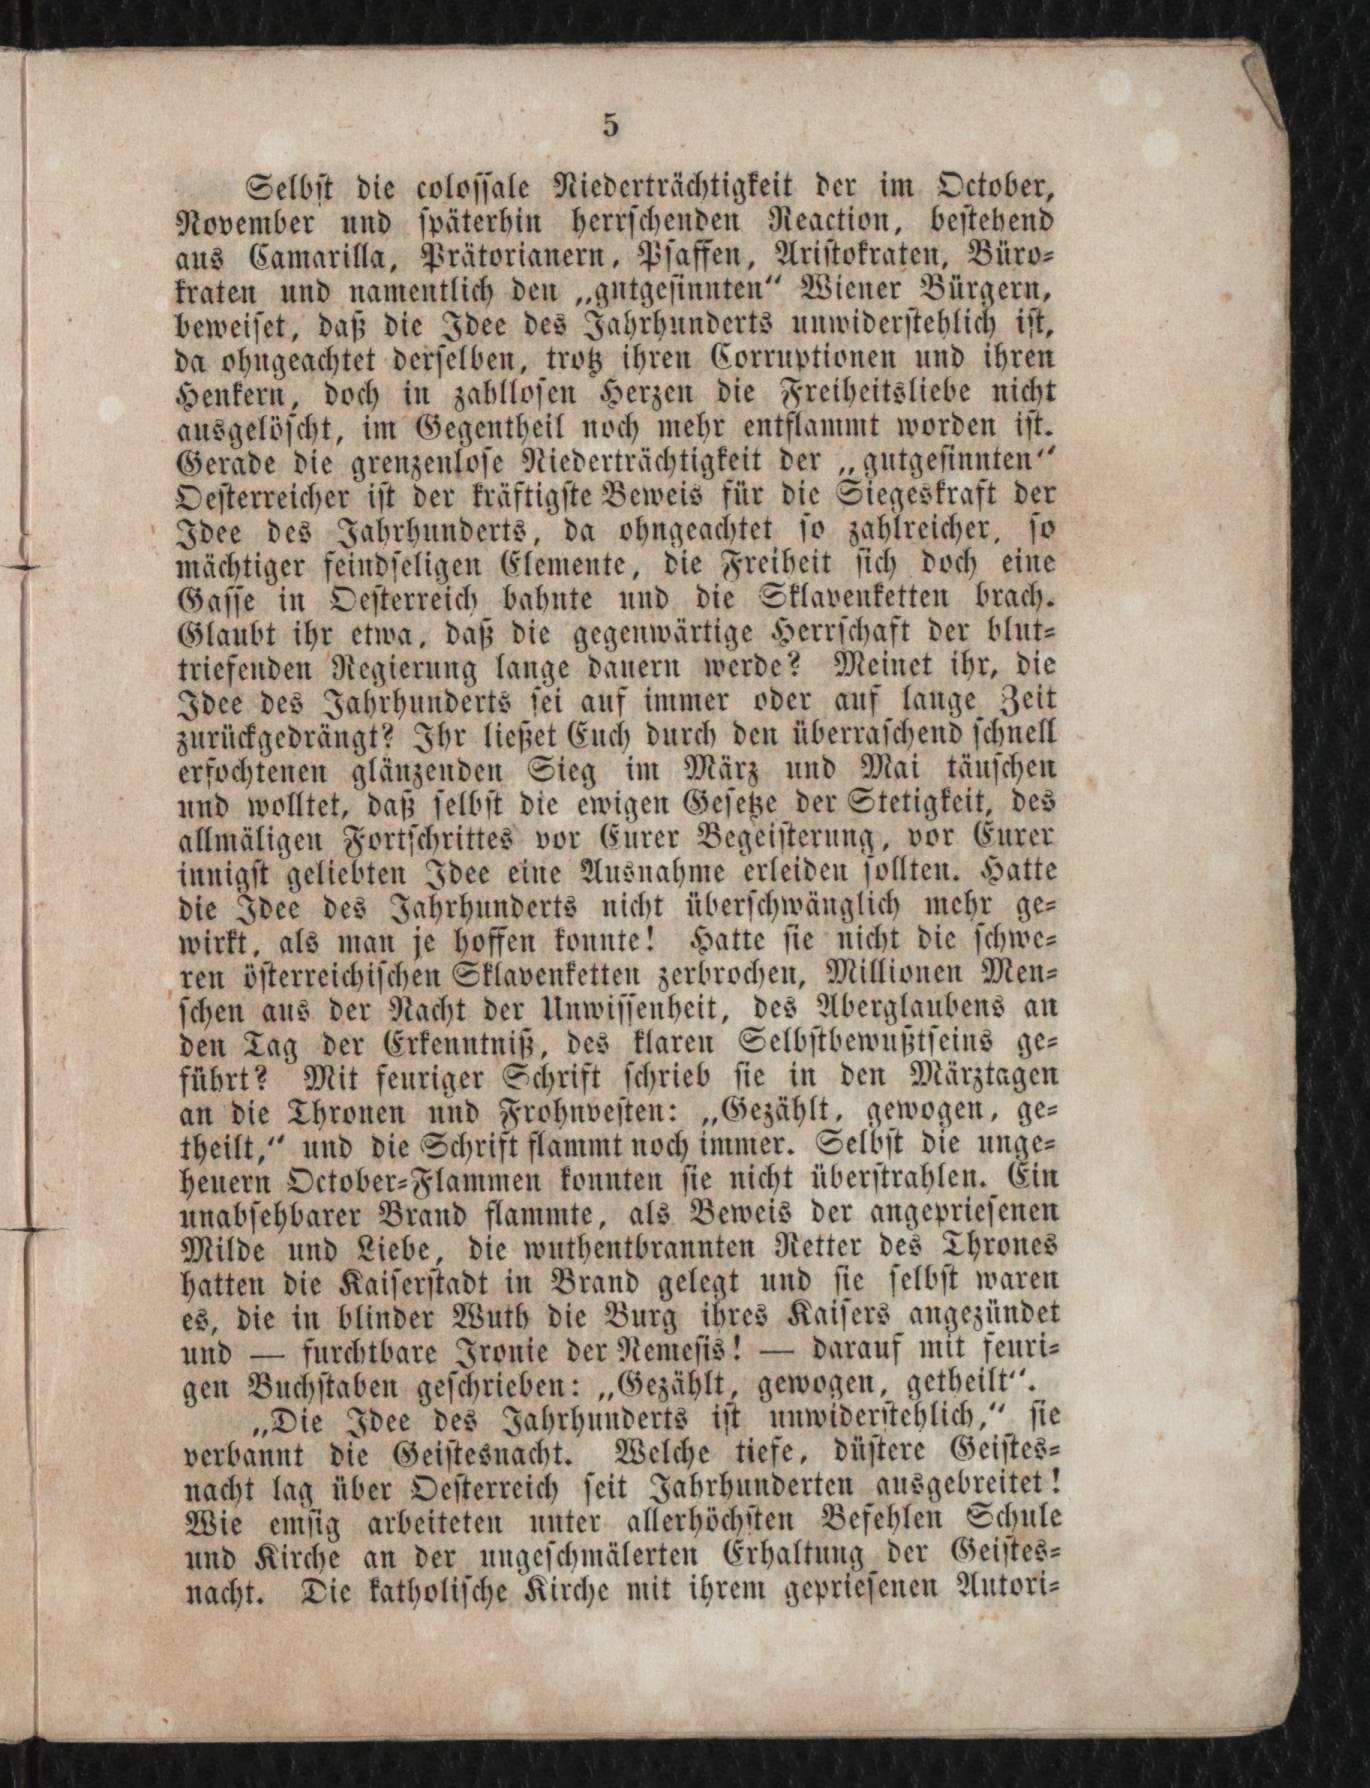 5
Selbst die colossale Niederträchtigkeit der im October,
November und späterhin herrschenden Reaction, bestehend
aus Camarilla, Prätorianern, Pfaffen, Aristokraten, Büro-
kraten und namentlich den „gutgesinnten“ Wiener Bürgern,
beweiset, daß die Idee des Jahrhunderts unwiderstehlich ist,
da ohngeachtet derselben, trotz ihren Corruptionen und ihren
Henkern, doch in zahllosen Herzen die Freiheitsliebe nicht
ausgelöscht, im Gegentheil noch mehr entflammt worden ist.
Gerade die grenzenlose Niederträchtigkeit der „gutgesinnten“
Oesterreicher ist der kräftigste Beweis für die Siegeskraft der
Idee des Jahrhunderts, da ohngeachtet so zahlreicher, so
mächtiger feindseligen Elemente, die Freiheit sich doch eine
Gasse in Oesterreich bahnte und die Sklavenketten brach.
Glaubt ihr etwa, daß die gegenwärtige Herrschaft der blut-
triefenden Regierung lange dauern werde? Meinet ihr, die
Idee des Jahrhunderts sei auf immer oder auf lange Zeit
zurückgedrängt? Ihr ließet Euch durch den überraschend schnell
erfochtenen glänzenden Sieg im März und Mai täuschen
und wolltet, daß selbst die ewigen Gesetze der Stetigkeit, des
allmäligen Fortschrittes vor Eurer Begeisterung, vor Eurer
innigst geliebten Idee eine Ausnahme erleiden sollten. Hatte
die Idee des Jahrhunderts nicht überschwänglich mehr ge-
wirkt, als man je hoffen konnte! Hatte sie nicht die schwe-
ren österreichischen Sklavenketten zerbrochen, Millionen Men-
schen aus der Nacht der Unwissenheit, des Aberglaubens an
den Tag der Erkenntniß, des klaren Selbstbewußtseins ge-
führt? Mit feuriger Schrift schrieb sie in den Märztagen
an die Thronen und Frohnvesten: „Gezählt, gewogen, ge-
theilt,“ und die Schrift flammt noch immer. Selbst die unge-
heuern October-Flammen konnten sie nicht überstrahlen. Ein
unabsehbarer Brand flammte, als Beweis der angepriesenen
Milde und Liebe, die wuthentbrannten Retter des Thrones
hatten die Kaiserstadt in Brand gelegt und sie selbst waren
es, die in blinder Wuth die Burg ihres Kaisers angezündet
und — furchtbare Ironie der Nemesis! — darauf mit feuri-
gen Buchstaben geschrieben: „Gezählt, gewogen, getheilt“.
„Die Idee des Jahrhunderts ist unwiderstehlich,“ sie
verbannt die Geistesnacht. Welche tiefe, düstere Geistes-
nacht lag über Oesterreich seit Jahrhunderten ausgebreitet!
Wie emsig arbeiteten unter allerhöchsten Befehlen Schule
und Kirche an der ungeschmälerten Erhaltung der Geistes-
nacht. Die katholische Kirche mit ihrem gepriesenen Autori-